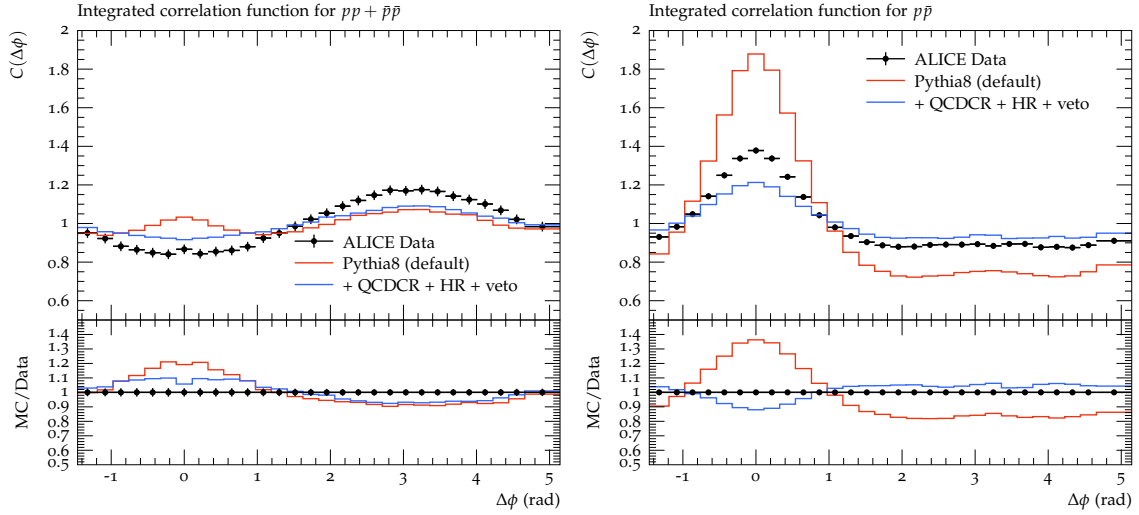 Integrated correlation function for pp + p̄p̄
C(Δϕ)
2
1.8
1.6
1.4
1.2
1
0.8
0.6
ALICE Data
Pythia8 (default)
+ QCDCR + HR + veto
MC/Data
1.4
1.3
1.2
1.1
1
0.9
0.8
0.7
0.6
0.5
-1 0 1 2 3 4 5
Δϕ (rad)
Integrated correlation function for pp̄
C(Δϕ)
2
1.8
1.6
1.4
1.2
1
0.8
0.6
ALICE Data
Pythia8 (default)
+ QCDCR + HR + veto
MC/Data
1.4
1.3
1.2
1.1
1
0.9
0.8
0.7
0.6
0.5
-1 0 1 2 3 4 5
Δϕ (rad)